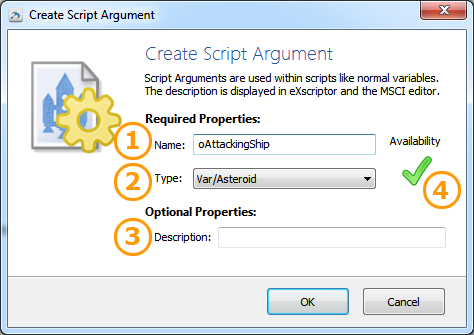 Create Script Argument
Create Script Argument
Script Arguments are used within scripts like normal variables.
The description is displayed in eXscriptor and the MSCI editor.
Required Properties:
1 Name: oAttackingShip
Availability
2 Type: Var/Asteroid
4
Optional Properties:
3 Description:
OK Cancel